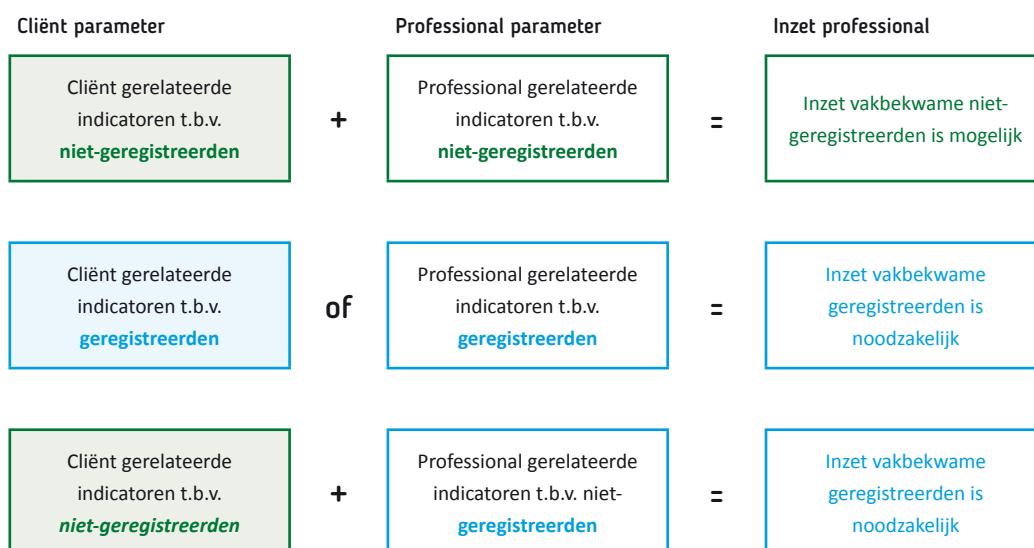 Cliënt parameter
Professional parameter
Inzet professional
Cliënt gerelateerde
indicatoren t.b.v.
niet-geregistreerden
+
Professional gerelateerde
indicatoren t.b.v.
niet-geregistreerden
=
Inzet vakbekwame niet-
geregistreerden is mogelijk
Cliënt gerelateerde
indicatoren t.b.v.
geregistreerden
of
Professional gerelateerde
indicatoren t.b.v.
geregistreerden
=
Inzet vakbekwame
geregistreerden is
noodzakelijk
Cliënt gerelateerde
indicatoren t.b.v.
niet-geregistreerden
+
Professional gerelateerde
indicatoren t.b.v. niet-
geregistreerden
=
Inzet vakbekwame
geregistreerden is
noodzakelijk